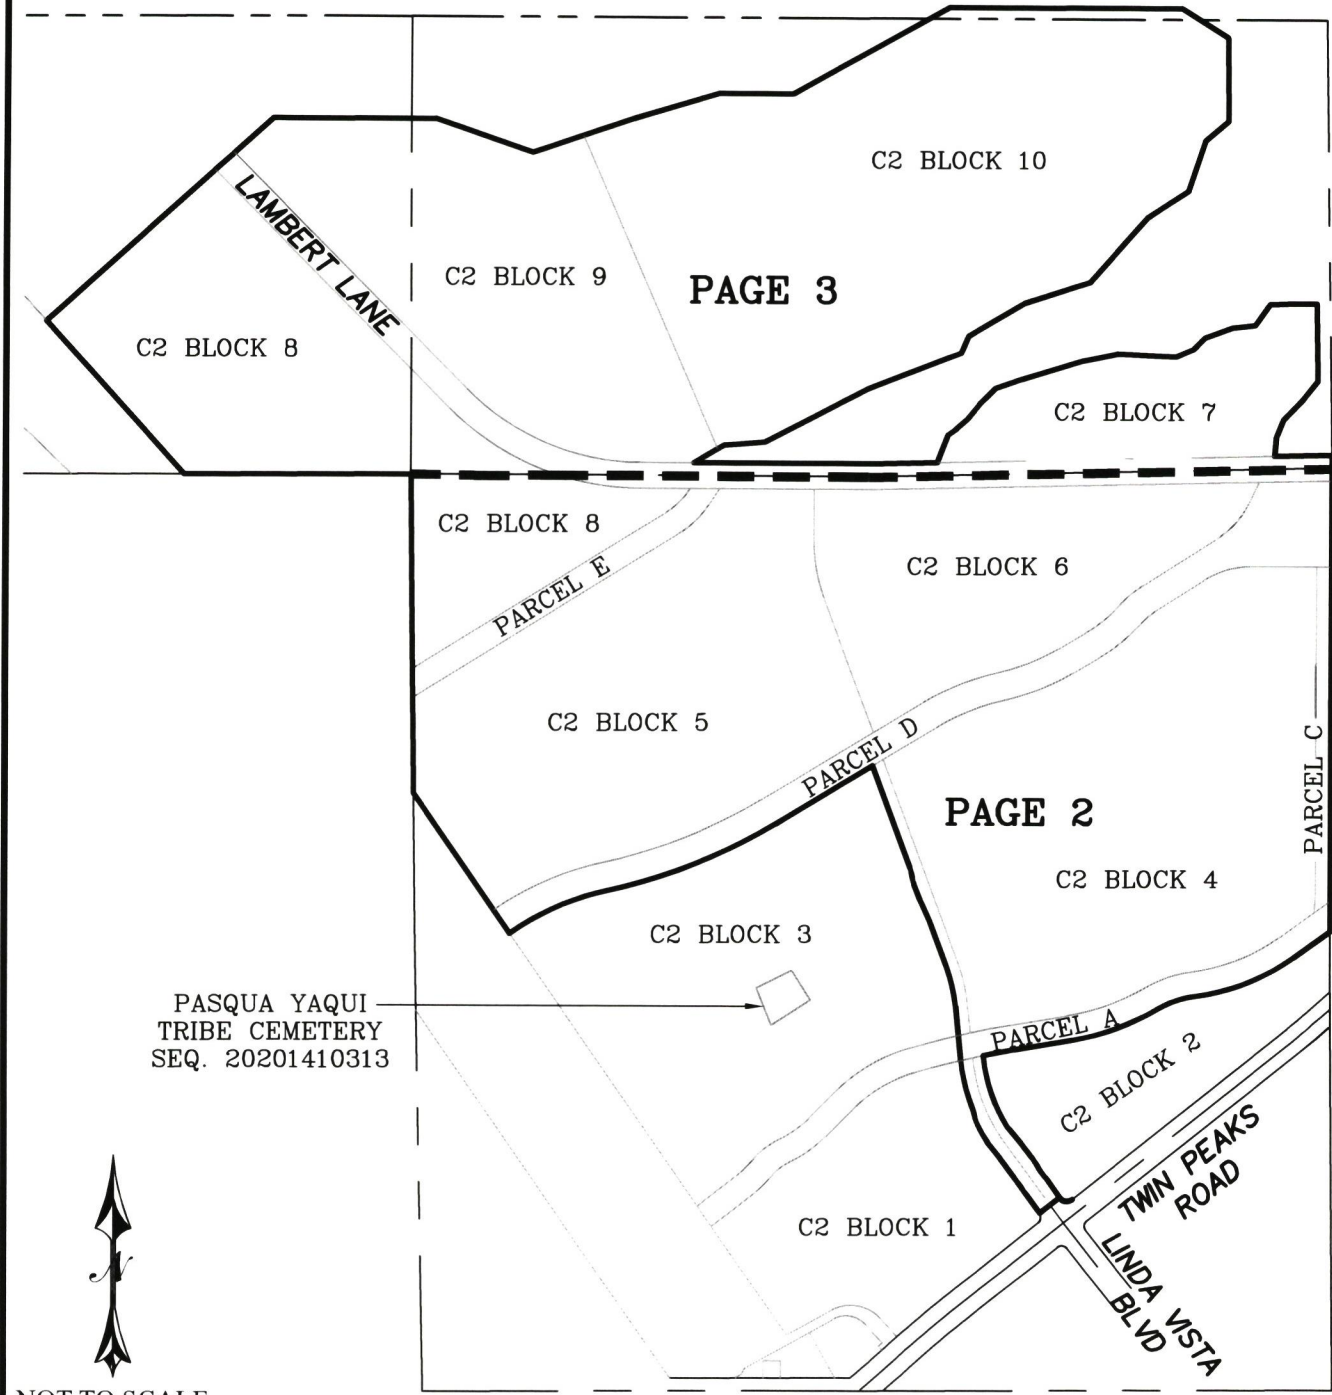 C2 BLOCK 10
LAMBERT LANE
C2 BLOCK 9
PAGE 3
C2 BLOCK 8
C2 BLOCK 7
C2 BLOCK 8
C2 BLOCK 6
PARCEL E
C2 BLOCK 5
PARCEL D
PARCEL C
PAGE 2
C2 BLOCK 4
C2 BLOCK 3
PASQUA YAQUI
TRIBE CEMETERY
SEQ. 20201410313
PARCEL A
C2 BLOCK 2
TWIN PEAKS
ROAD
C2 BLOCK 1
LINDA VISTA
BLVD
N
NOT TO SCALE